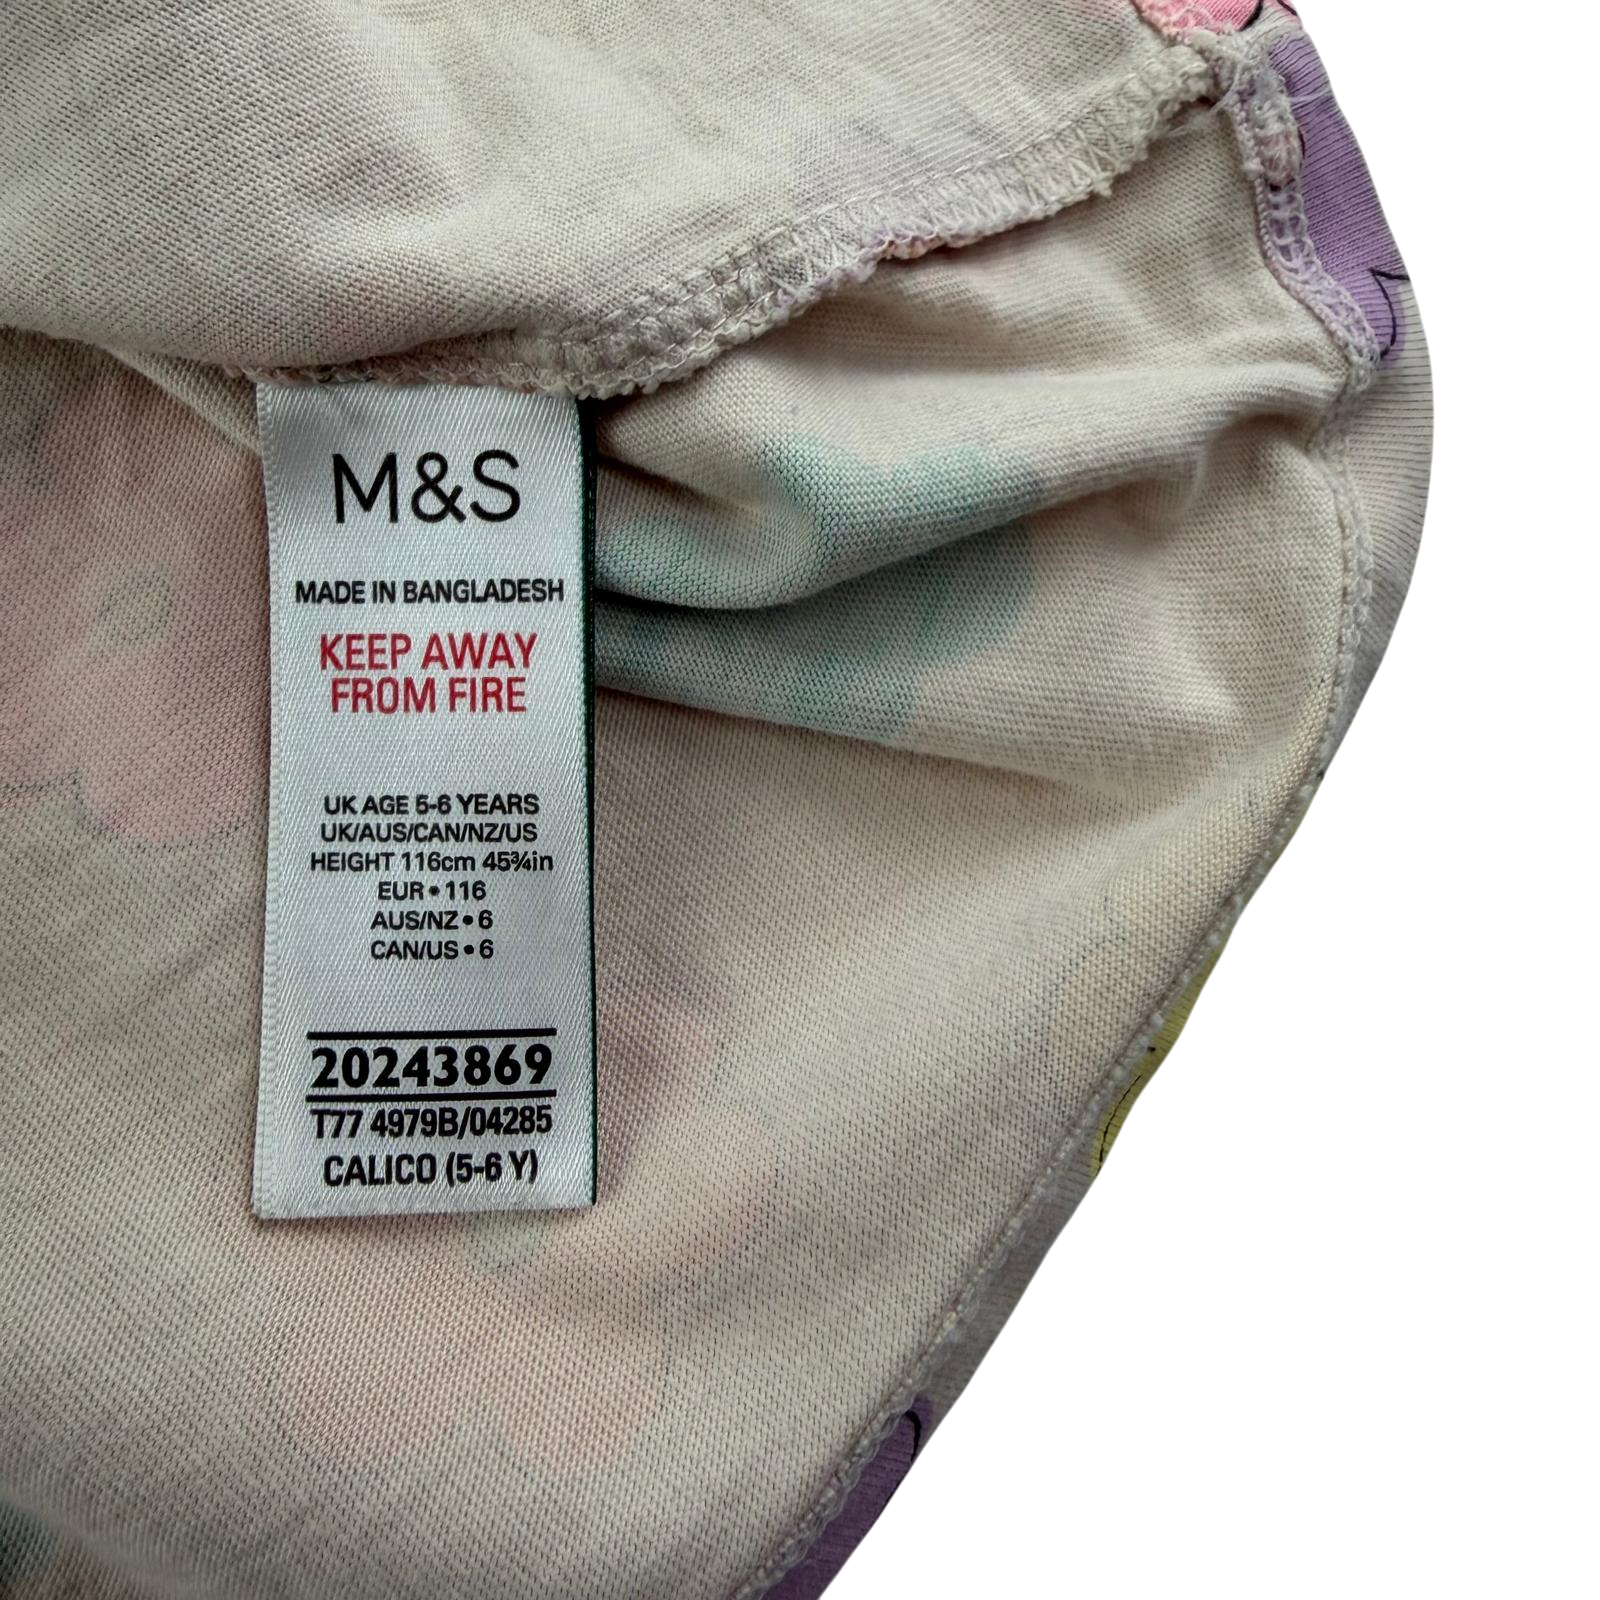 M&S
MADE IN BANGLADESH
KEEP AWAY
FROM FIRE
UK AGE 5-6 YEARS
UK/AUS/CAN/NZ/US
HEIGHT 116cm 45¾in
EUR•116
AUS/NZ•6
CAN/US•6
20243869
T77 4979B/04285
CALICO (5-6 Y)